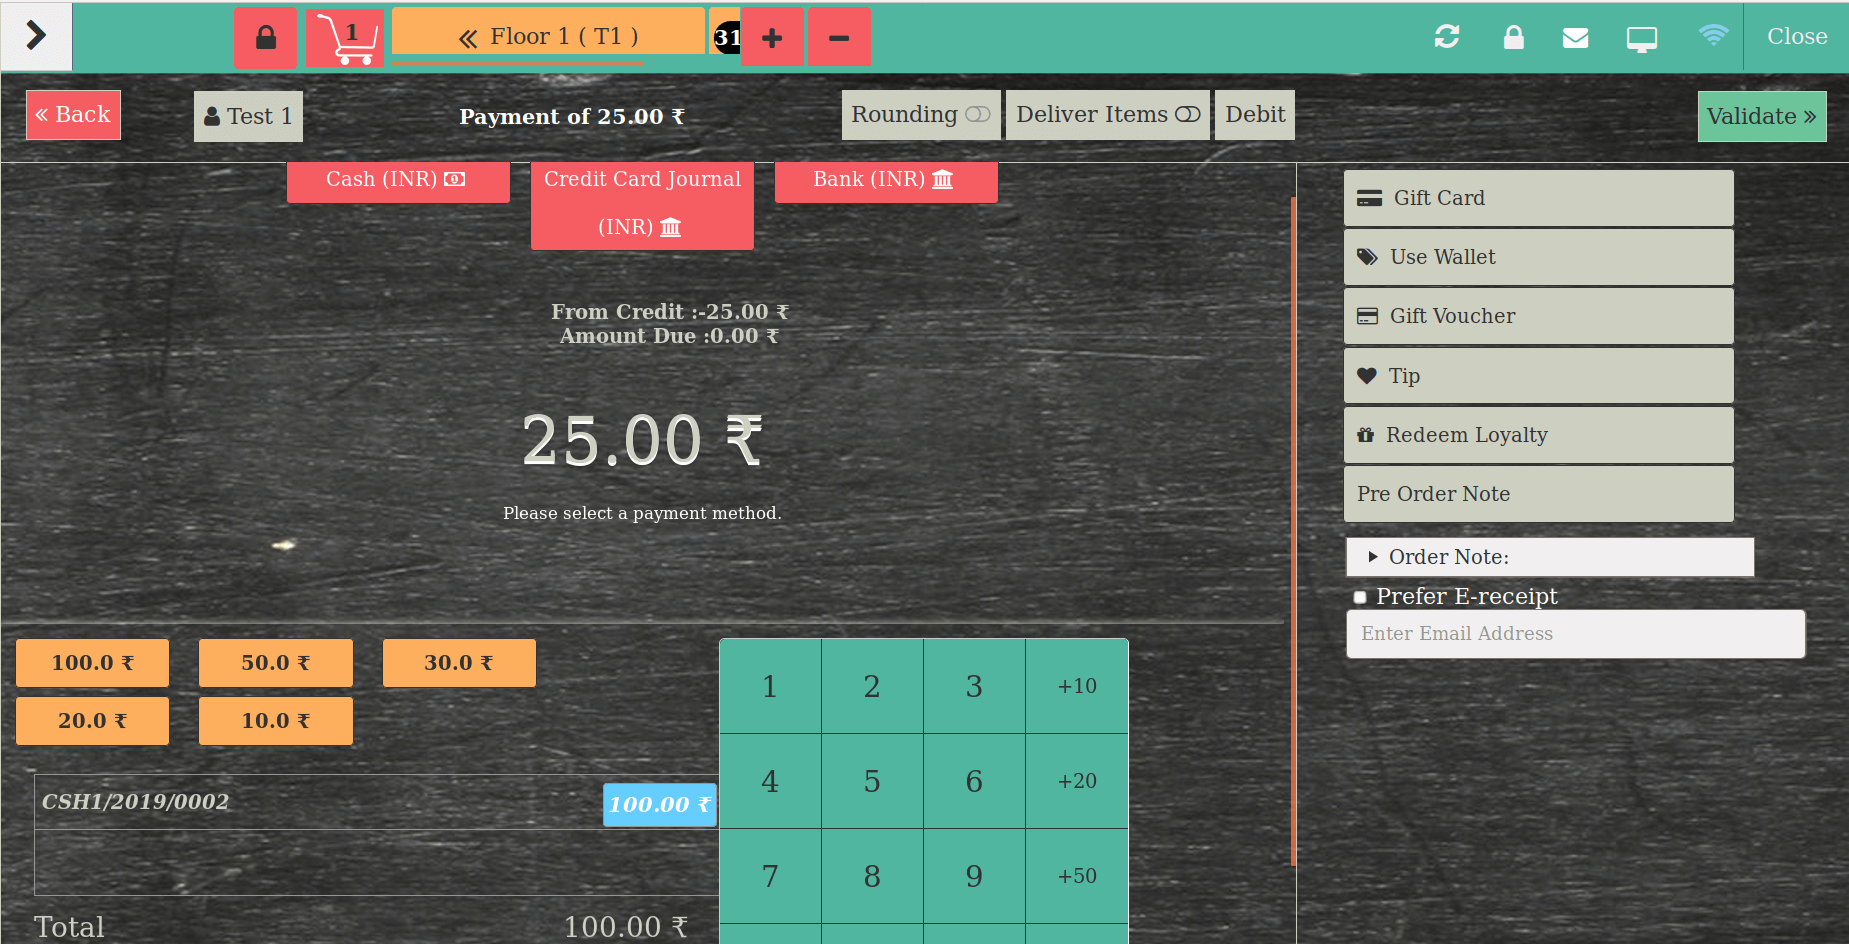 1
Floor 1 ( T1 )
31
Close
Back
Test 1
Payment of 25.00 ₹
Rounding
Deliver Items
Debit
Validate
Cash (INR)
Credit Card Journal
(INR)
Bank (INR)
From Credit :-25.00 ₹
Amount Due :0.00 ₹
25.00 ₹
Please select a payment method.
Gift Card
Use Wallet
Gift Voucher
Tip
Redeem Loyalty
Pre Order Note
Order Note:
Prefer E-receipt
Enter Email Address
100.0 ₹
50.0 ₹
30.0 ₹
20.0 ₹
10.0 ₹
CSH1/2019/0002
100.00 ₹
Total
100.00 ₹
1 2 3 +10
4 5 6 +20
7 8 9 +50